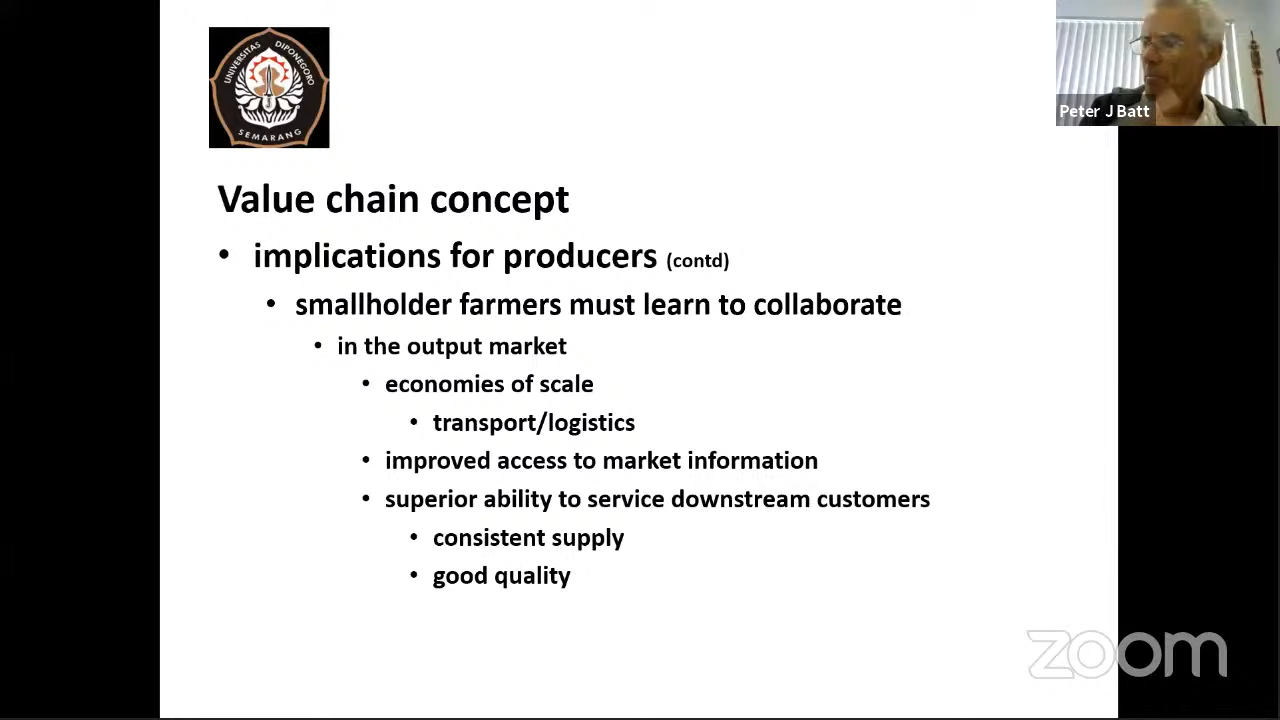 UNIVERSITAS DIPONEGORO
SEMARANG
Peter J Batt
Value chain concept
• implications for producers (contd)
• smallholder farmers must learn to collaborate
• in the output market
• economies of scale
• transport/logistics
• improved access to market information
• superior ability to service downstream customers
• consistent supply
• good quality
zoom